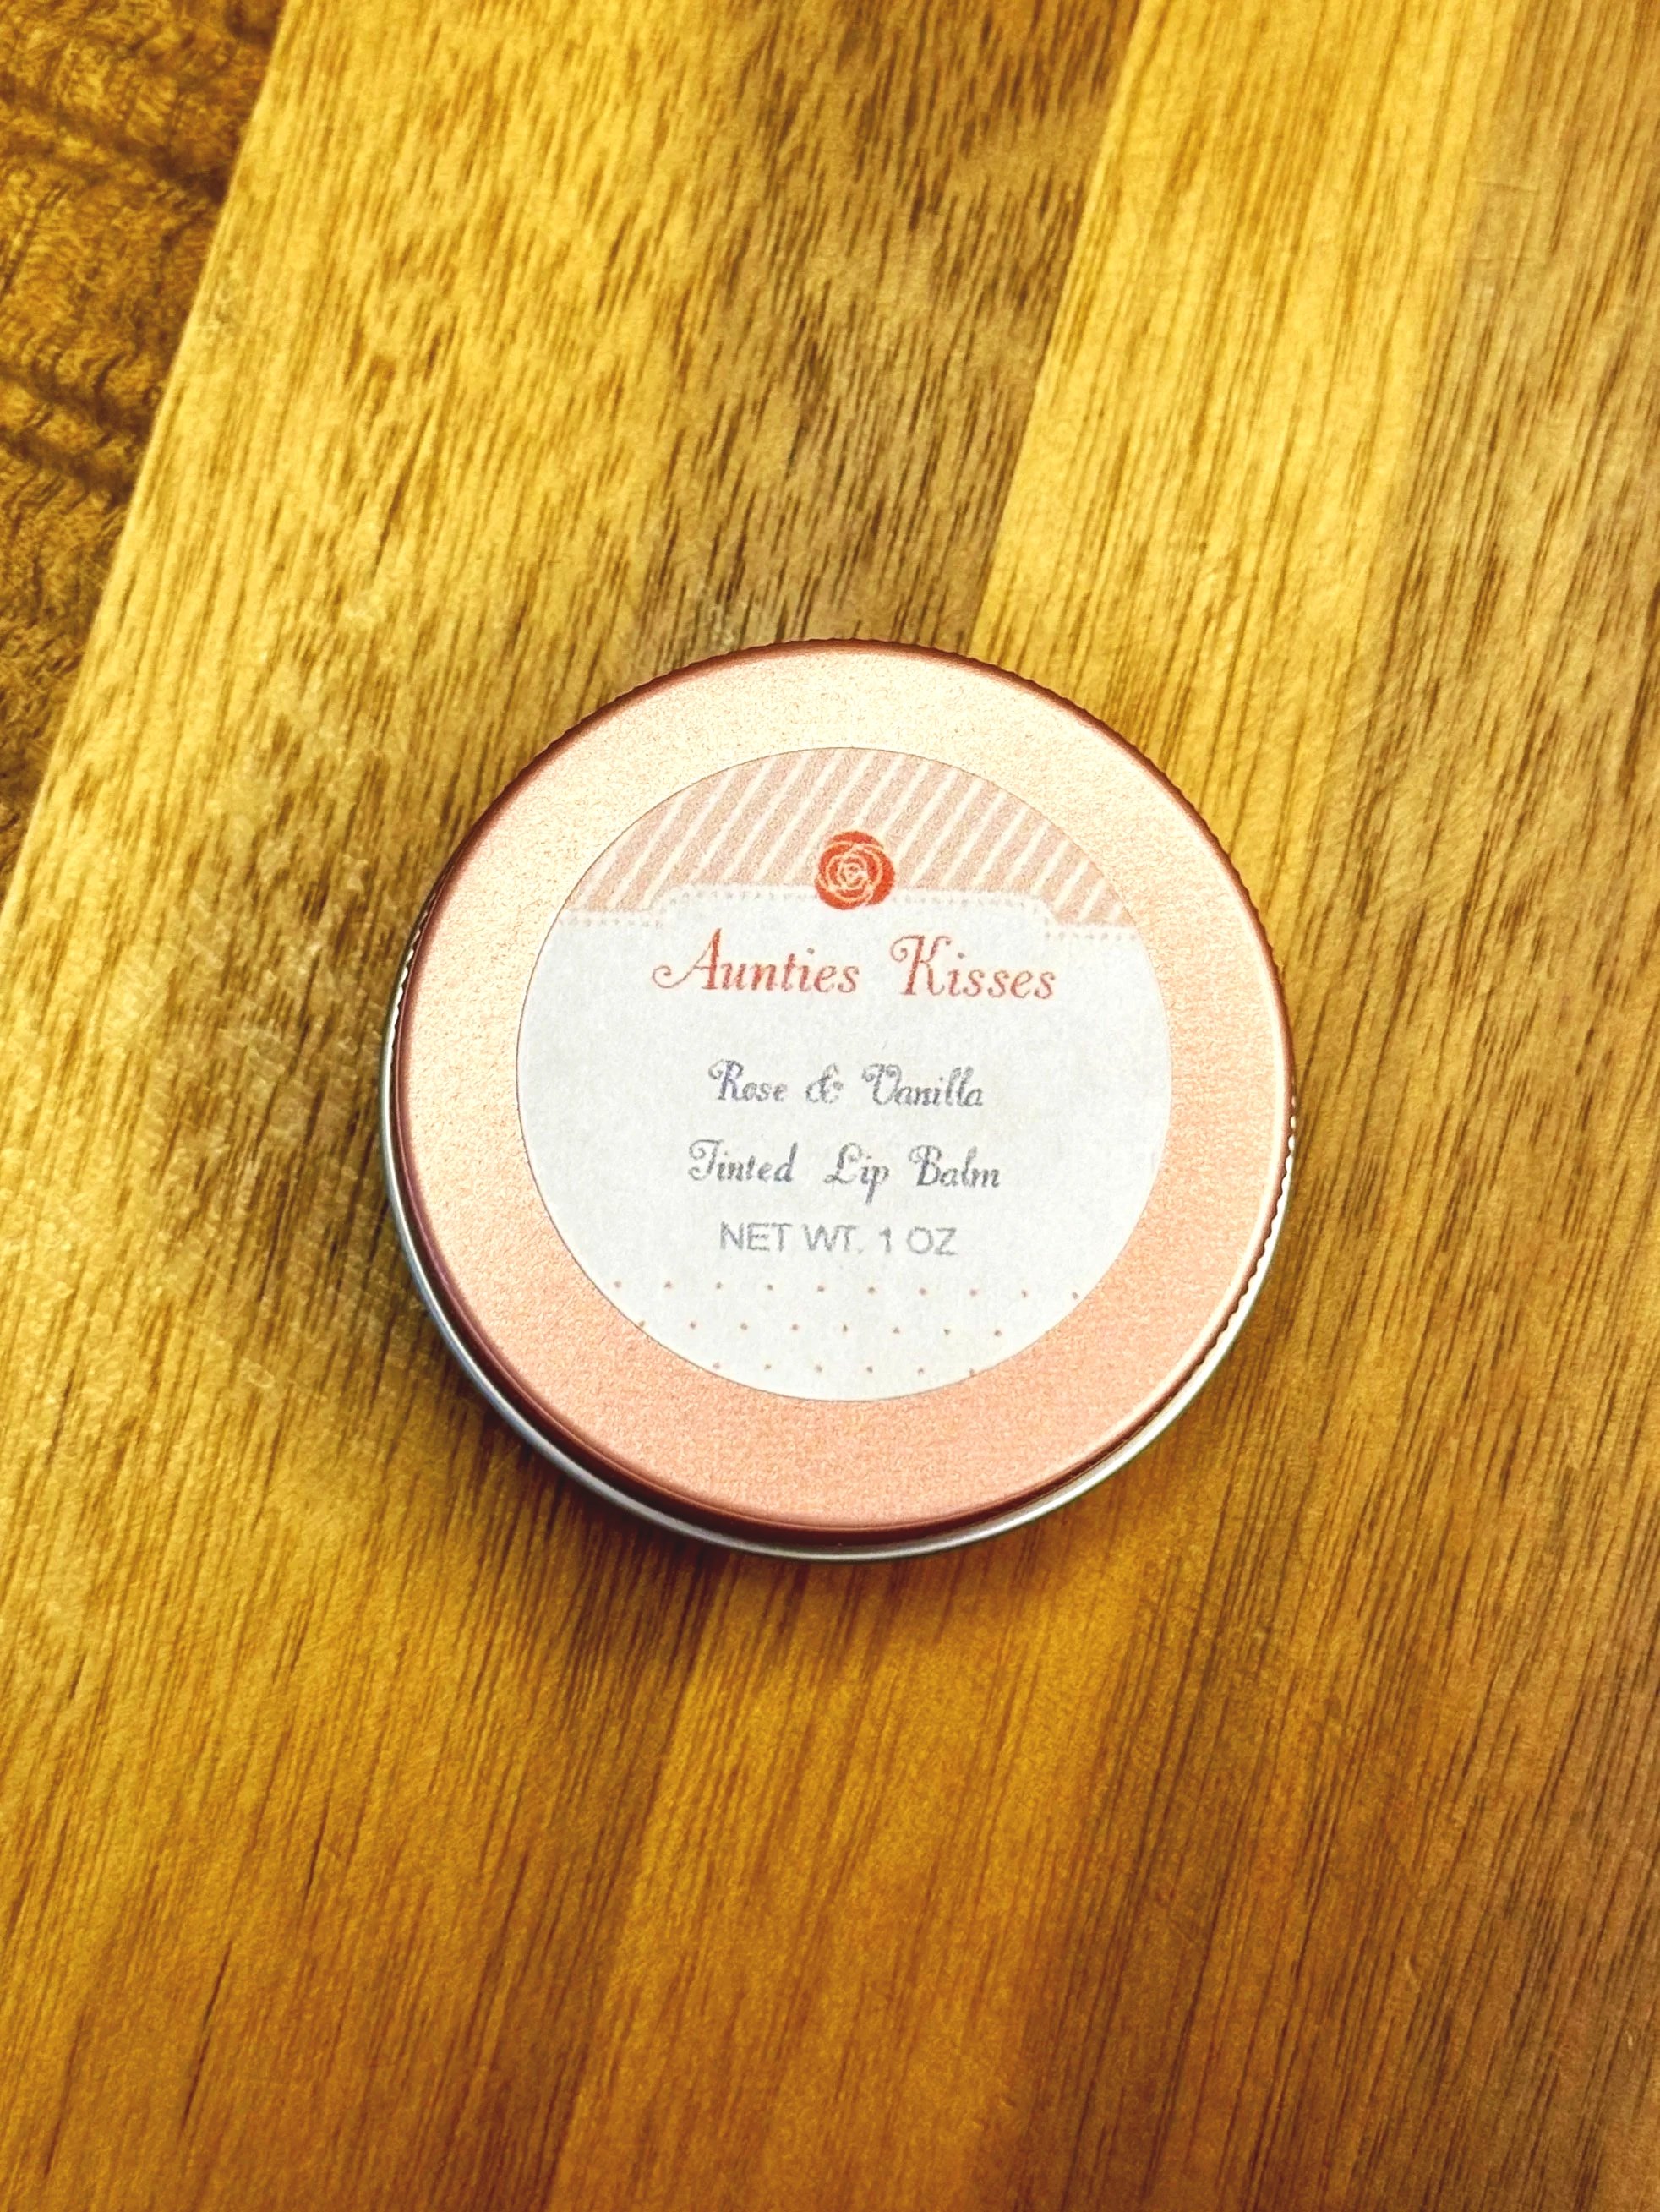 Aunties Kisses
Rose & Vanilla
Tinted Lip Balm
NET WT. 1 OZ